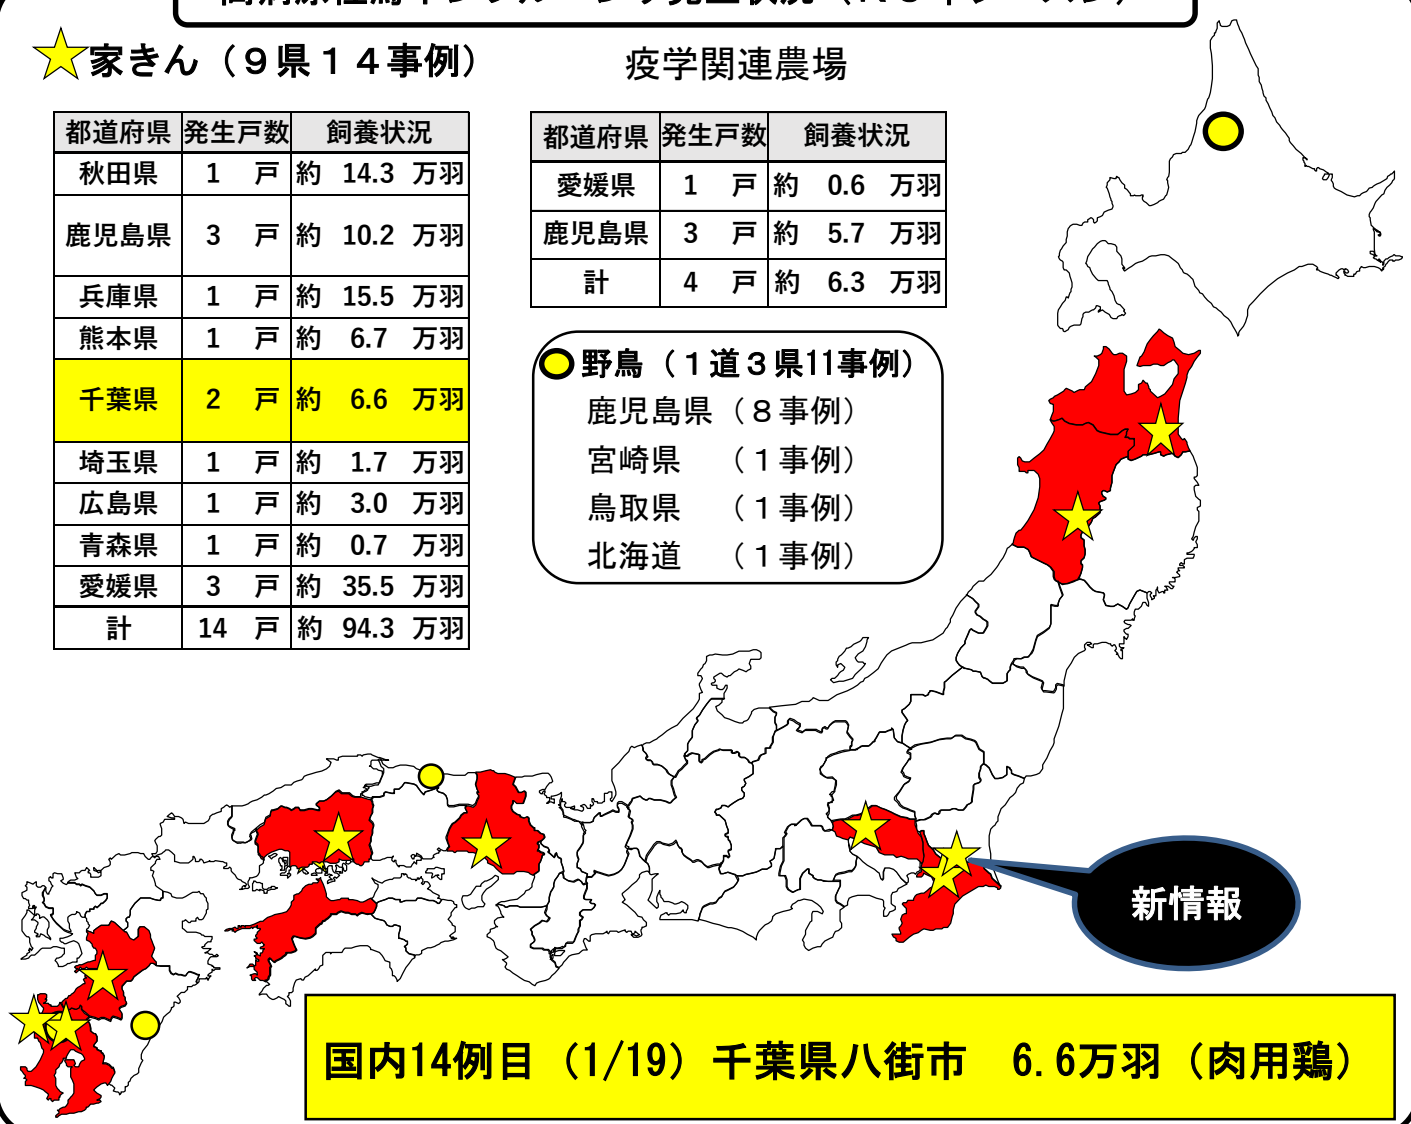 家きん（９県１４事例）
疫学関連農場
都道府県 発生戸数 飼養状況
秋田県 1 戸 約 14.3 万羽
鹿児島県 3 戸 約 10.2 万羽
兵庫県 1 戸 約 15.5 万羽
熊本県 1 戸 約 6.7 万羽
千葉県 2 戸 約 6.6 万羽
埼玉県 1 戸 約 1.7 万羽
広島県 1 戸 約 3.0 万羽
青森県 1 戸 約 0.7 万羽
愛媛県 3 戸 約 35.5 万羽
計 14 戸 約 94.3 万羽
都道府県 発生戸数 飼養状況
愛媛県 1 戸 約 0.6 万羽
鹿児島県 3 戸 約 5.7 万羽
計 4 戸 約 6.3 万羽
野鳥（１道３県11事例）
鹿児島県（８事例）
宮崎県　（１事例）
鳥取県　（１事例）
北海道　（１事例）
新情報
国内14例目（1/19）千葉県八街市　6.6万羽（肉用鶏）